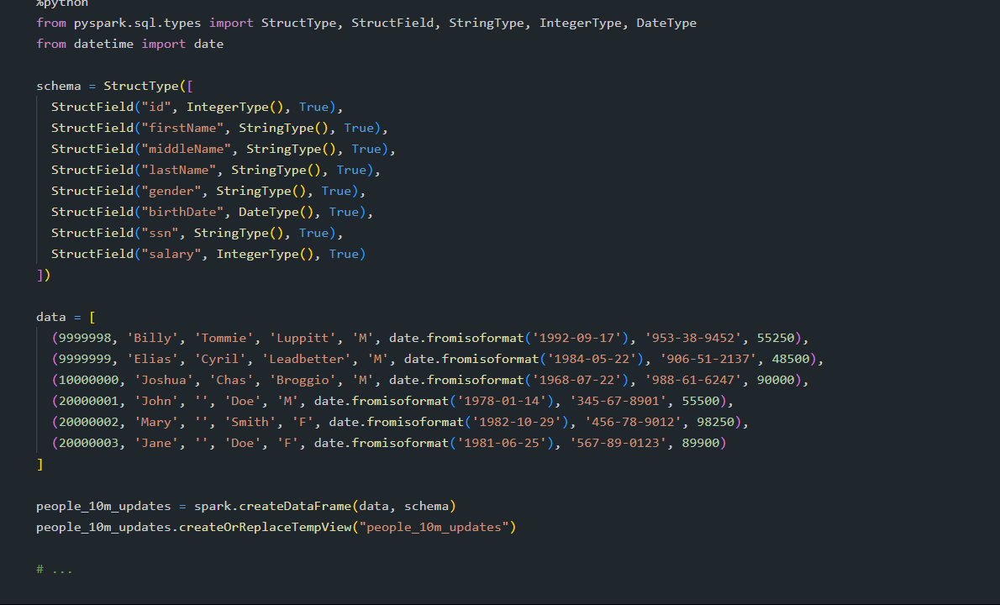 %python
from pyspark.sql.types import StructType, StructField, StringType, IntegerType, DateType
from datetime import date
schema = StructType([
StructField("id", IntegerType(), True),
StructField("firstName", StringType(), True),
StructField("middleName", StringType(), True),
StructField("lastName", StringType(), True),
StructField("gender", StringType(), True),
StructField("birthDate", DateType(), True),
StructField("ssn", StringType(), True),
StructField("salary", IntegerType(), True)
])
data = [
(9999998, 'Billy', 'Tommie', 'Luppitt', 'M', date.fromisoformat('1992-09-17'), '953-38-9452', 55250),
(9999999, 'Elias', 'Cyril', 'Leadbetter', 'M', date.fromisoformat('1984-05-22'), '906-51-2137', 48500),
(10000000, 'Joshua', 'Chas', 'Broggio', 'M', date.fromisoformat('1968-07-22'), '988-61-6247', 90000),
(20000001, 'John', '', 'Doe', 'M', date.fromisoformat('1978-01-14'), '345-67-8901', 55500),
(20000002, 'Mary', '', 'Smith', 'F', date.fromisoformat('1982-10-29'), '456-78-9012', 98250),
(20000003, 'Jane', '', 'Doe', 'F', date.fromisoformat('1981-06-25'), '567-89-0123', 89900)
]
people_10m_updates = spark.createDataFrame(data, schema)
people_10m_updates.createOrReplaceTempView("people_10m_updates")
# ...